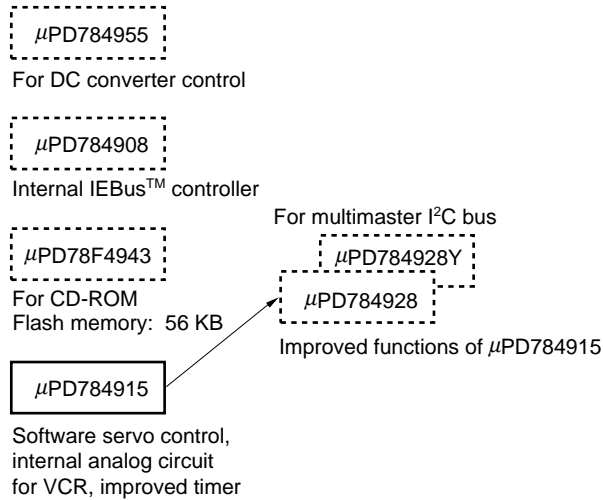 μPD784955
For DC converter control
μPD784908
Internal IEBus™ controller
μPD78F4943
For CD-ROM
Flash memory: 56 KB
For multimaster I²C bus
μPD784928Y
μPD784928
Improved functions of μPD784915
μPD784915
Software servo control,
internal analog circuit
for VCR, improved timer